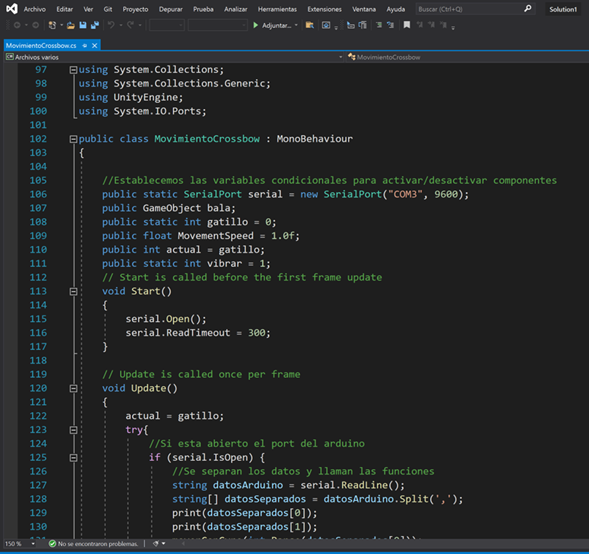 Archivo Editar Ver Git Proyecto Depurar Prueba Analizar Herramientas Extensiones Ventana Ayuda Buscar (Ctrl+Q) Solution1
Adjuntar...
MovimientoCrossbow.cs
Archivos varios MovimientoCrossbow
97 using System.Collections;
98 using System.Collections.Generic;
99 using UnityEngine;
100 using System.IO.Ports;
101
102 public class MovimientoCrossbow : MonoBehaviour
103 {
104
105 //Establecemos las variables condicionales para activar/desactivar componentes
106 public static SerialPort serial = new SerialPort("COM3", 9600);
107 public GameObject bala;
108 public static int gatillo = 0;
109 public float MovementSpeed = 1.0f;
110 public int actual = gatillo;
111 public static int vibrar = 1;
112 // Start is called before the first frame update
113 void Start()
114 {
115 serial.Open();
116 serial.ReadTimeout = 300;
117 }
118
119 // Update is called once per frame
120 void Update()
121 {
122 actual = gatillo;
123 try{
124 //Si esta abierto el port del arduino
125 if (serial.IsOpen) {
126 //Se separan los datos y llaman las funciones
127 string datosArduino = serial.ReadLine();
128 string[] datosSeparados = datosArduino.Split(',');
129 print(datosSeparados[0]);
130 print(datosSeparados[1]);
150 % No se encontraron problemas.